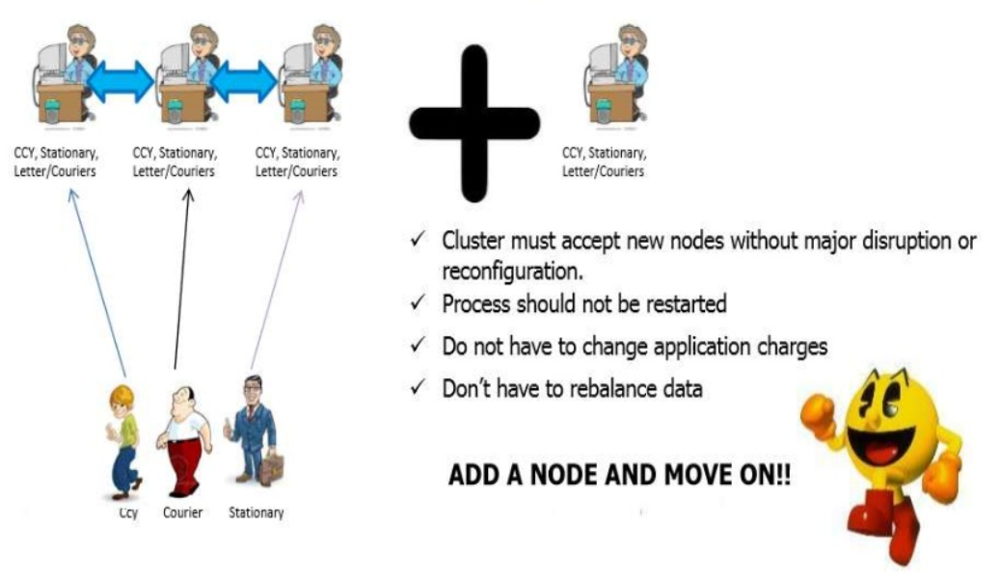 CCY, Stationary,
Letter/Couriers
CCY, Stationary,
Letter/Couriers
CCY, Stationary,
Letter/Couriers
CCY, Stationary,
Letter/Couriers
✓ Cluster must accept new nodes without major disruption or
reconfiguration.
✓ Process should not be restarted
✓ Do not have to change application charges
✓ Don't have to rebalance data
ADD A NODE AND MOVE ON!!
Ccy Courier Stationary